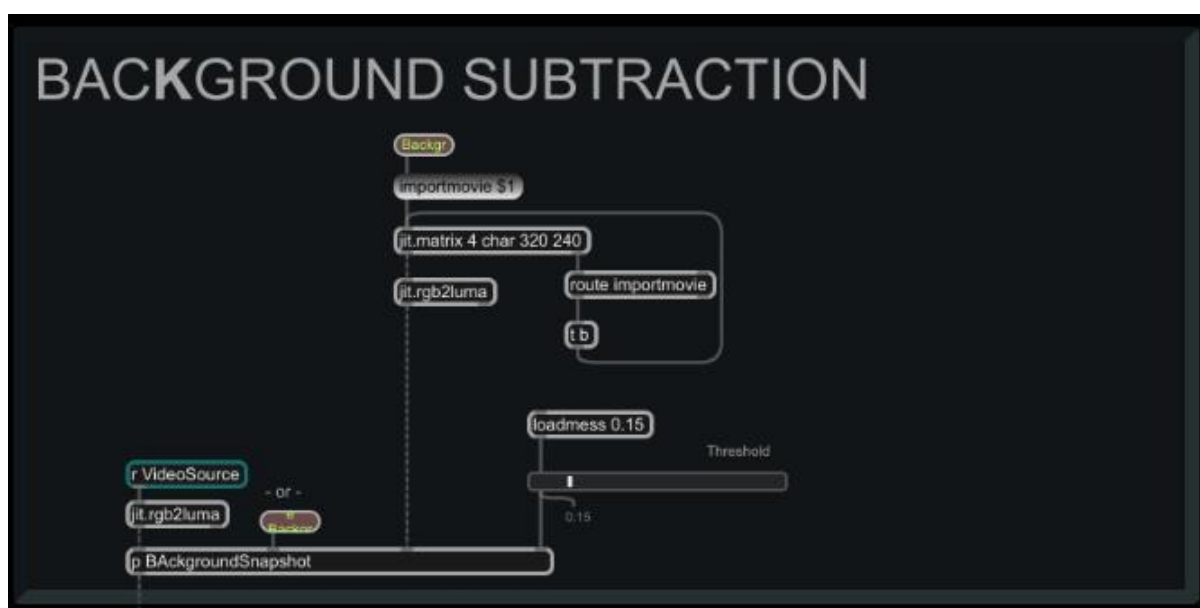 BACKGROUND SUBTRACTION
Backgr
importmovie $1
jit.matrix 4 char 320 240
jit.rgb2luma
route importmovie
t b
loadmess 0.15
Threshold
r VideoSource
- or -
jit.rgb2luma
0.15
p BAckgroundSnapshot